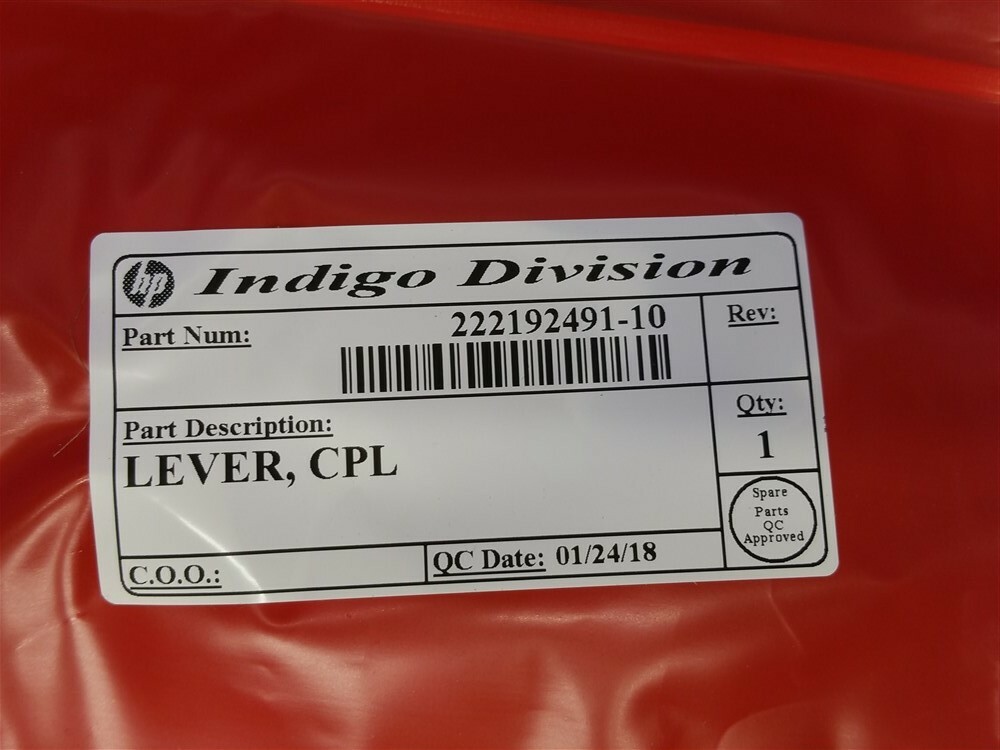 hp Indigo Division
Part Num: 222192491-10
Rev:
Part Description:
LEVER, CPL
Qty:
1
Spare
Parts
QC
Approved
C.O.O.:
QC Date: 01/24/18